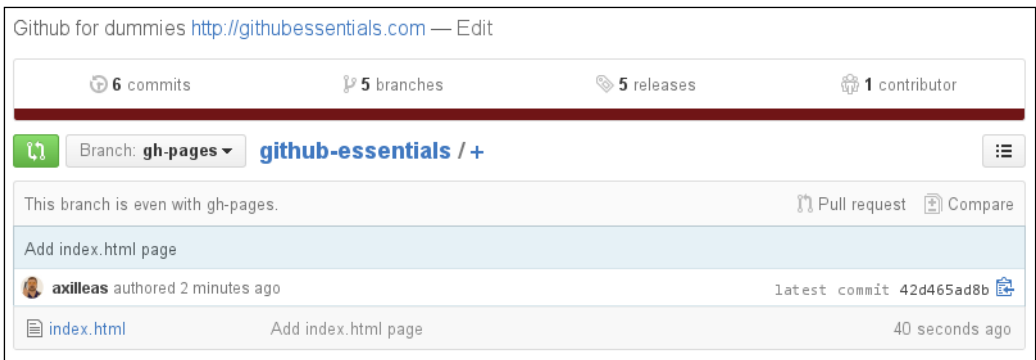 Github for dummies http://githubessentials.com — Edit
6 commits 5 branches 5 releases 1 contributor
Branch: gh-pages github-essentials / +
This branch is even with gh-pages. Pull request Compare
Add index.html page
axilleas authored 2 minutes ago latest commit 42d465ad8b
index.html Add index.html page 40 seconds ago